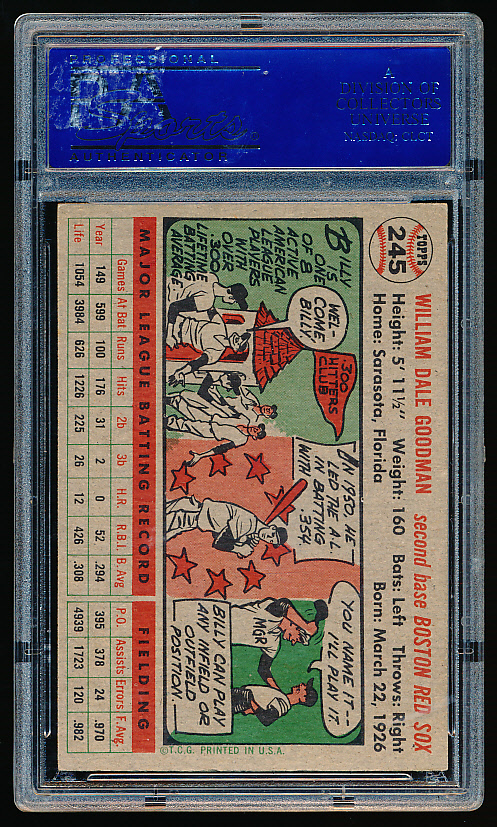 PROFESSIONAL
AUTHENTICATOR
A
DIVISION OF
COLLECTORS
UNIVERSE
NASDAQ: CLCT
TOPPS
245
WILLIAM DALE GOODMAN second base BOSTON RED SOX
Height: 5' 11½" Weight: 160 Bats: Left Throws: Right
Home: Sarasota, Florida Born: March 22, 1926
BILLY
IS ONE
OF 8
ACTIVE
AMERICAN
LEAGUE
PLAYERS
WITH
OVER
.300
LIFETIME
BATTING
AVERAGE
WEL-
COME,
BILLY
.300
HITTERS
CLUB
IN 1950, HE
LED THE A.L.
IN BATTING
WITH .354.
YOU NAME IT--
I'LL PLAY IT.
MGR
BILLY CAN PLAY
ANY INFIELD OR
OUTFIELD
POSITION.
MAJOR LEAGUE BATTING RECORD FIELDING
Games At Bat Runs Hits 2b 3b H.R. R.B.I. B. Avg. P.O. Assists Errors F. Avg.
Year 149 599 100 176 31 2 0 52 .294 395 378 24 .970
Life 1054 3984 626 1226 225 26 12 426 .308 4939 1723 120 .982
©T.C.G. PRINTED IN U.S.A.